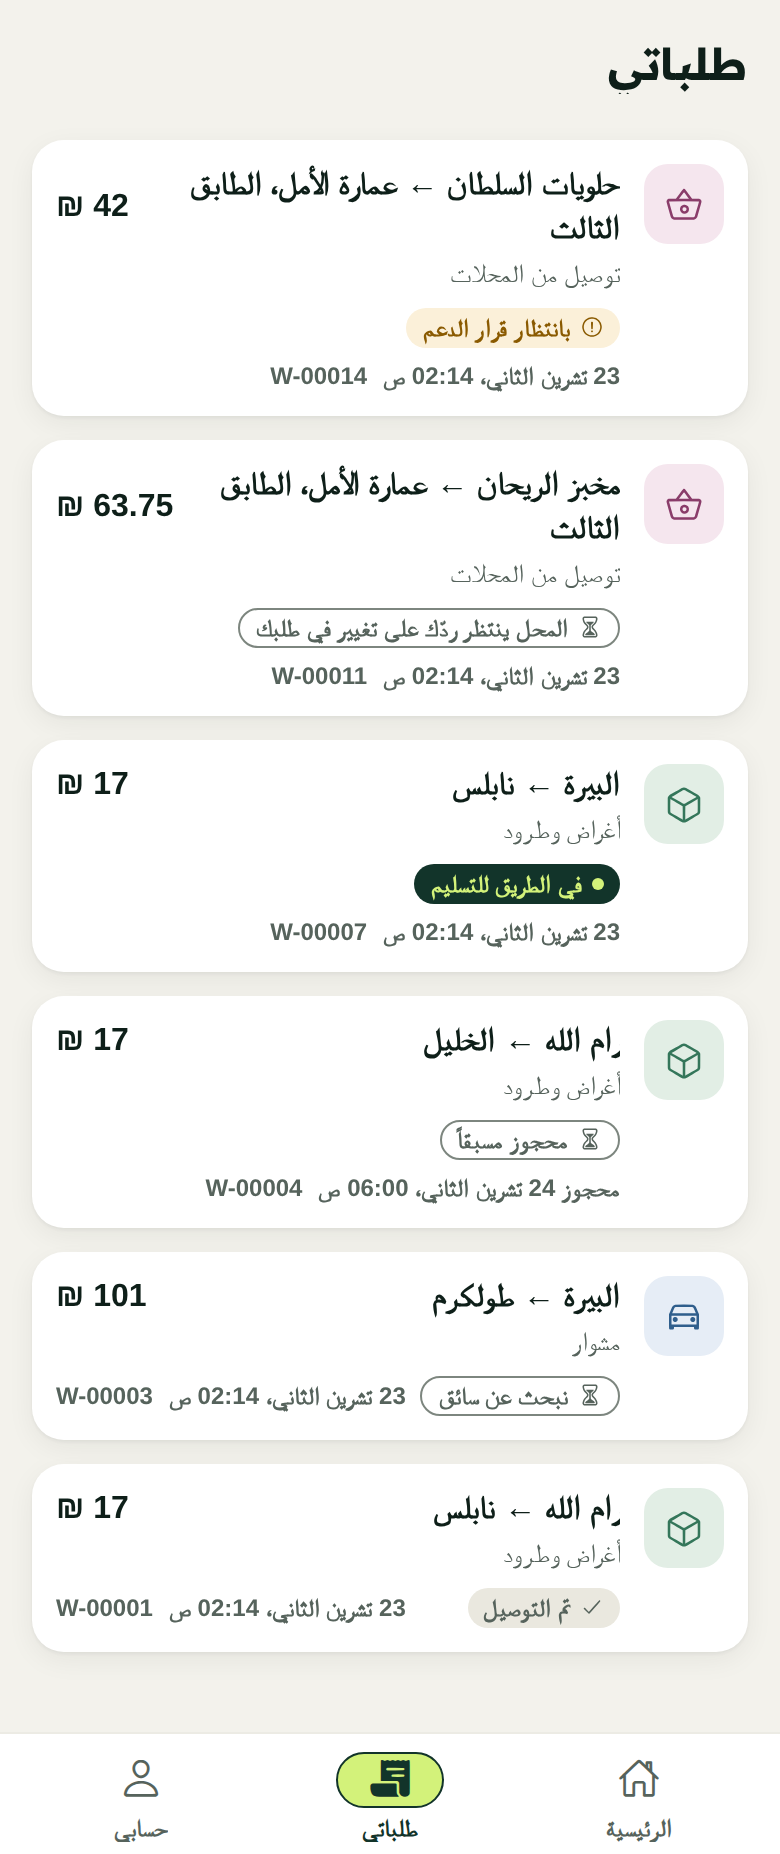 طلباتي
حلويات السلطان ← عمارة الأمل، الطابق
الثالث
42 ₪
توصيل من المحلات
بانتظار قرار الدعم
23 تشرين الثاني، 02:14 ص W-00014
مخبز الريحان ← عمارة الأمل، الطابق
الثالث
63.75 ₪
توصيل من المحلات
المحل ينتظر ردّك على تغيير في طلبك
23 تشرين الثاني، 02:14 ص W-00011
البيرة ← نابلس
17 ₪
أغراض وطرود
في الطريق للتسليم
23 تشرين الثاني، 02:14 ص W-00007
رام الله ← الخليل
17 ₪
أغراض وطرود
محجوز مسبقاً
محجوز 24 تشرين الثاني، 06:00 ص W-00004
البيرة ← طولكرم
101 ₪
مشوار
نبحث عن سائق 23 تشرين الثاني، 02:14 ص W-00003
رام الله ← نابلس
17 ₪
أغراض وطرود
تم التوصيل 23 تشرين الثاني، 02:14 ص W-00001
الرئيسية
طلباتي
حسابي